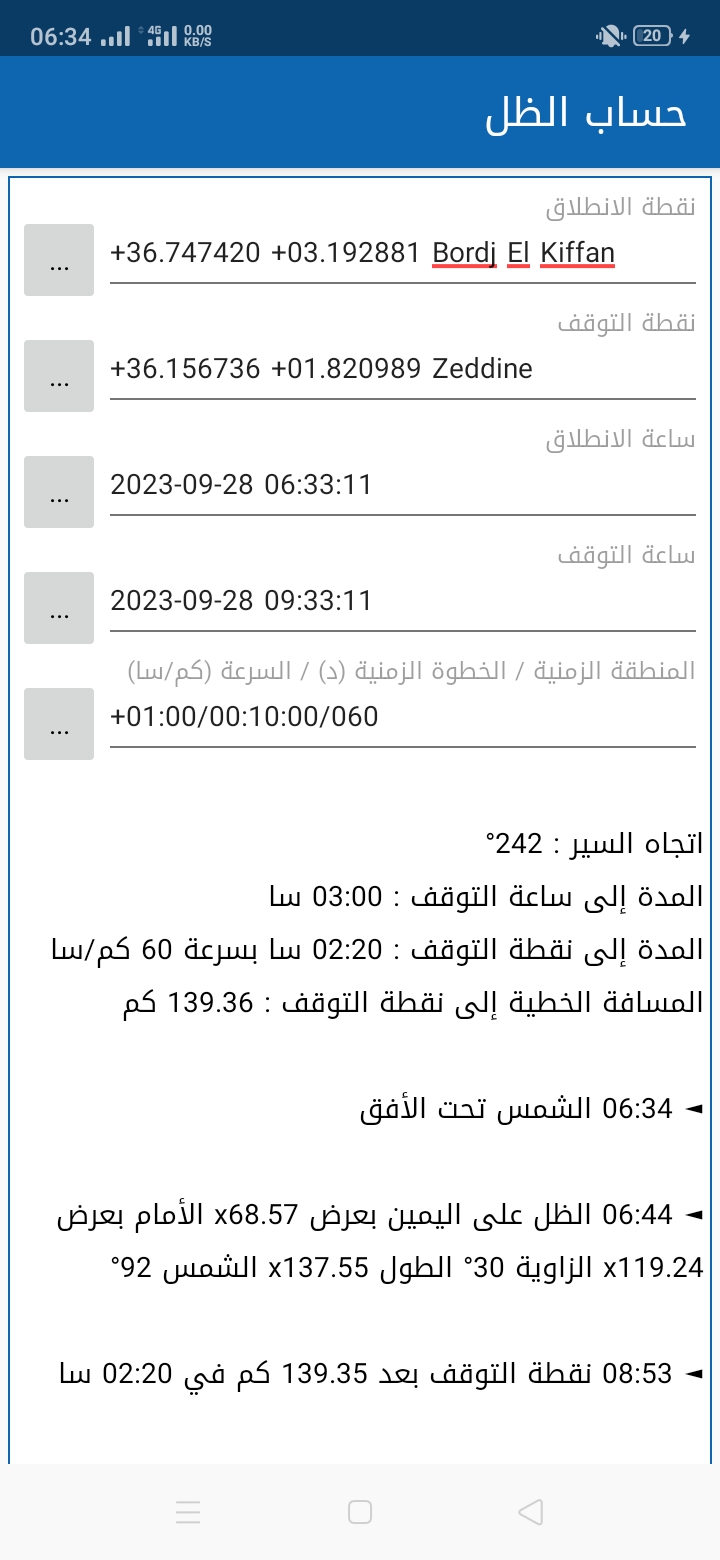 06:34 4G 0.00 KB/S 20
حساب الظل
نقطة الانطلاق
... +36.747420 +03.192881 Bordj El Kiffan
نقطة التوقف
... +36.156736 +01.820989 Zeddine
ساعة الانطلاق
... 2023-09-28 06:33:11
ساعة التوقف
... 2023-09-28 09:33:11
المنطقة الزمنية / الخطوة الزمنية (د) / السرعة (كم/سا)
... +01:00/00:10:00/060
اتجاه السير : 242°
المدة إلى ساعة التوقف : 03:00 سا
المدة إلى نقطة التوقف : 02:20 سا بسرعة 60 كم/سا
المسافة الخطية إلى نقطة التوقف : 139.36 كم
◄ 06:34 الشمس تحت الأفق
◄ 06:44 الظل على اليمين بعرض x68.57 الأمام بعرض
x119.24 الزاوية 30° الطول x137.55 الشمس 92°
◄ 08:53 نقطة التوقف بعد 139.35 كم في 02:20 سا